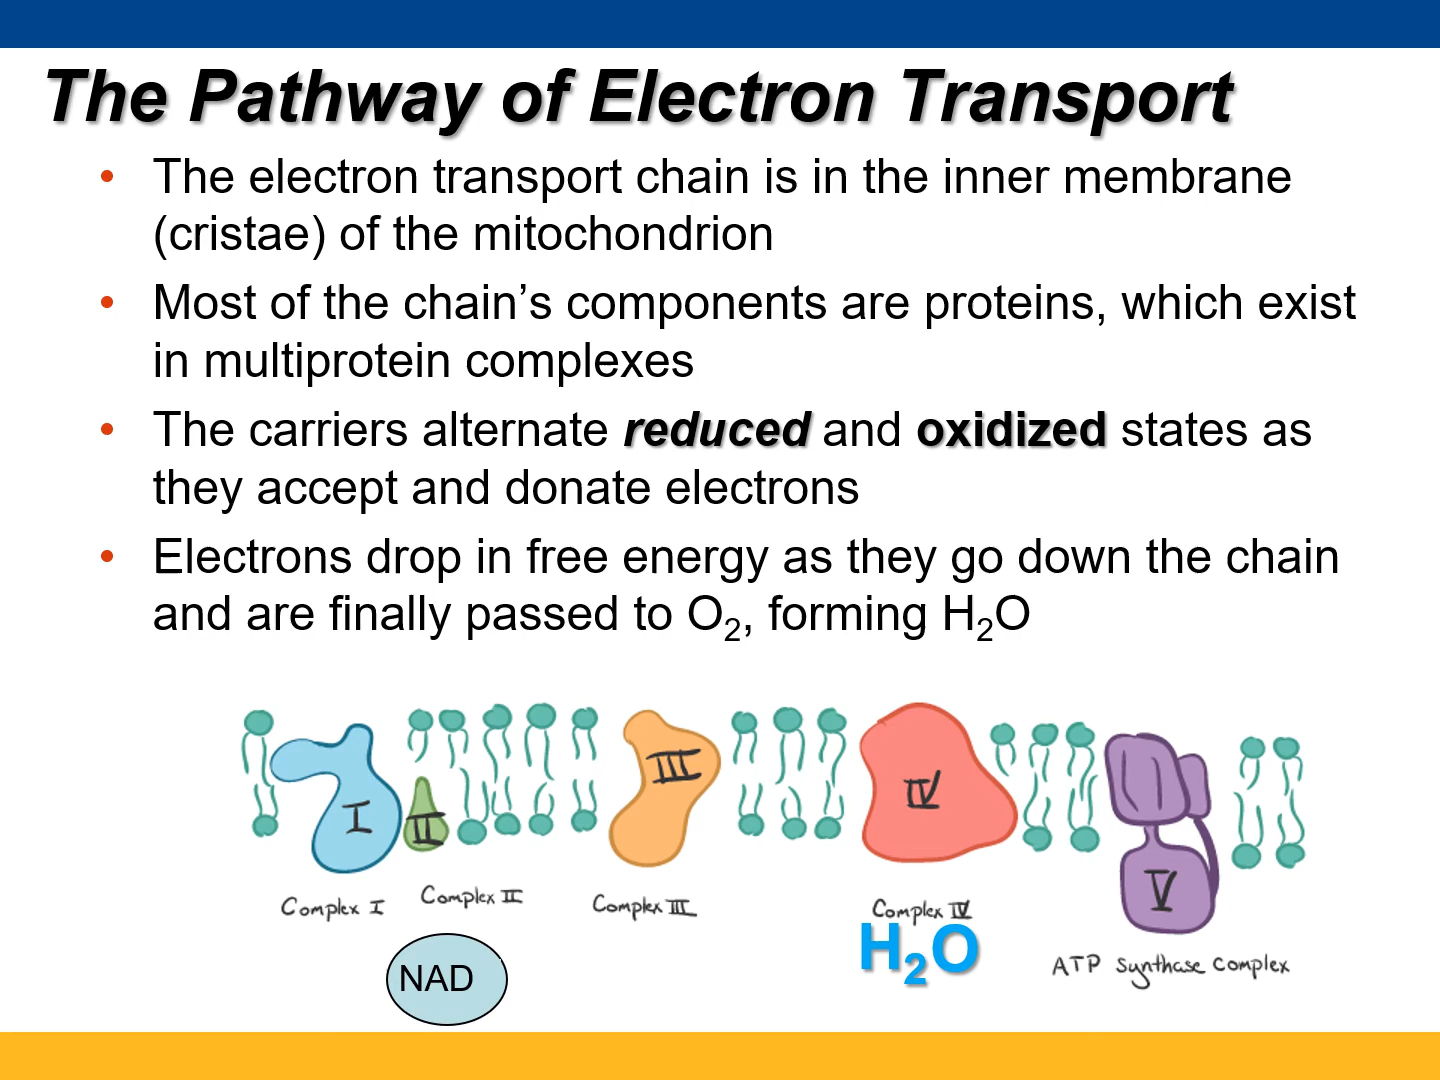 The Pathway of Electron Transport
• The electron transport chain is in the inner membrane
(cristae) of the mitochondrion
• Most of the chain’s components are proteins, which exist
in multiprotein complexes
• The carriers alternate reduced and oxidized states as
they accept and donate electrons
• Electrons drop in free energy as they go down the chain
and are finally passed to O₂, forming H₂O
I
II
III
IV
V
Complex I
Complex II
Complex III
Complex IV
ATP synthase complex
NAD
H₂O